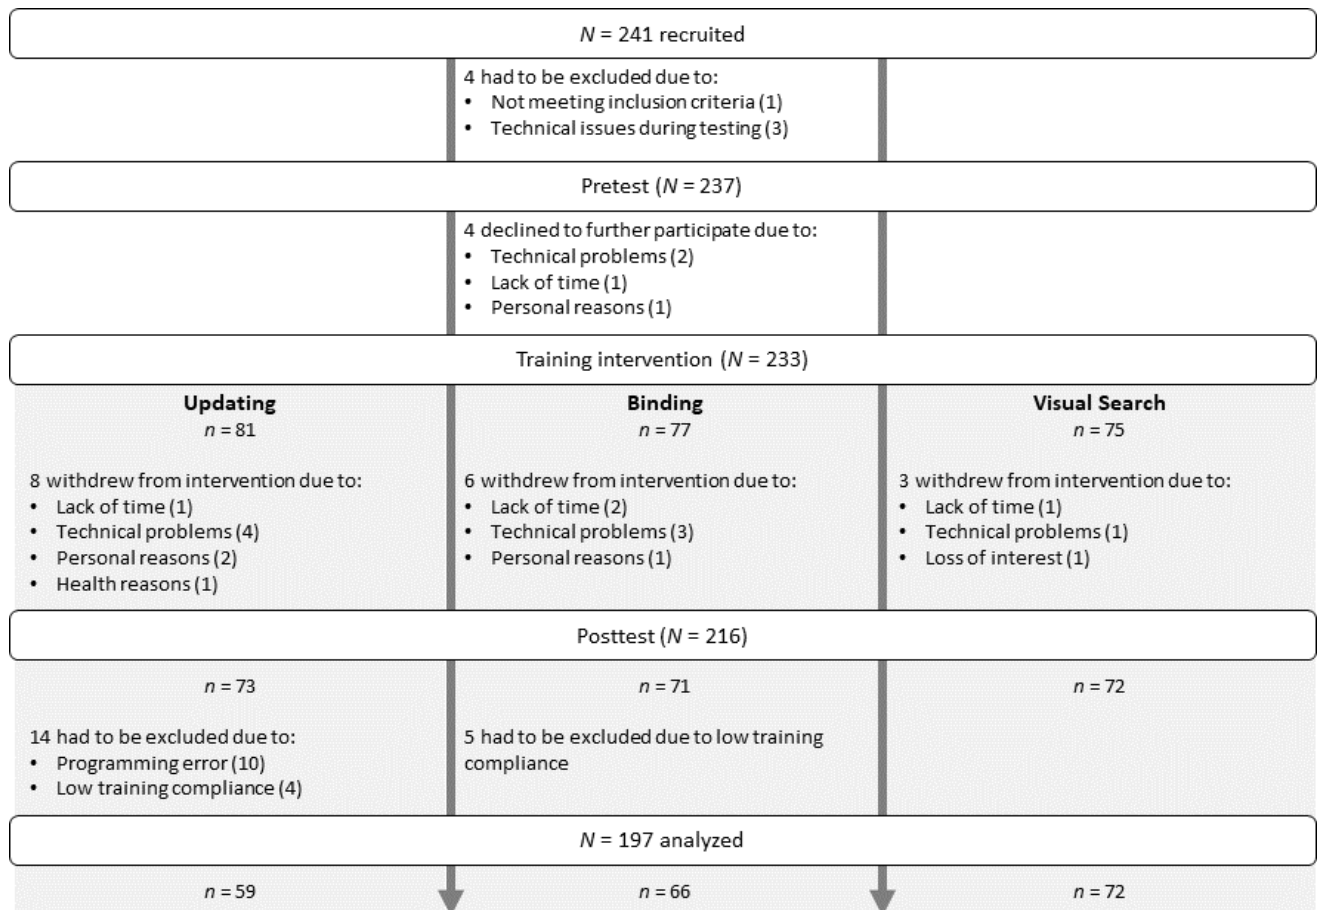 N = 241 recruited
4 had to be excluded due to:
• Not meeting inclusion criteria (1)
• Technical issues during testing (3)
Pretest (N = 237)
4 declined to further participate due to:
• Technical problems (2)
• Lack of time (1)
• Personal reasons (1)
Training intervention (N = 233)
Updating
n = 81
8 withdrew from intervention due to:
• Lack of time (1)
• Technical problems (4)
• Personal reasons (2)
• Health reasons (1)
Binding
n = 77
6 withdrew from intervention due to:
• Lack of time (2)
• Technical problems (3)
• Personal reasons (1)
Visual Search
n = 75
3 withdrew from intervention due to:
• Lack of time (1)
• Technical problems (1)
• Loss of interest (1)
Posttest (N = 216)
n = 73
14 had to be excluded due to:
• Programming error (10)
• Low training compliance (4)
n = 71
5 had to be excluded due to low training
compliance
n = 72
N = 197 analyzed
n = 59
n = 66
n = 72